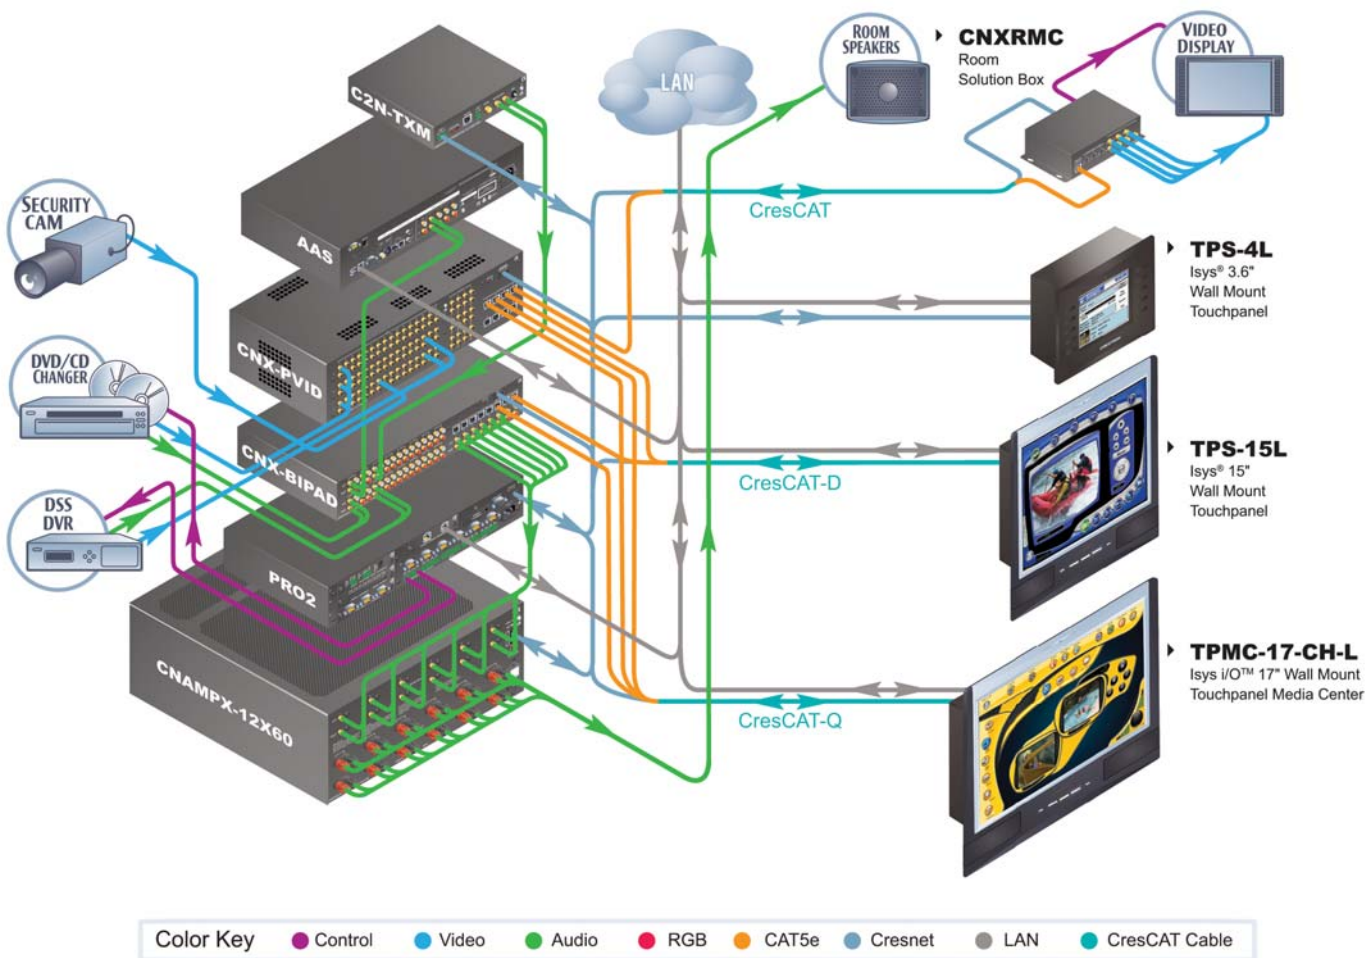 ROOM
SPEAKERS
CNXRMC
Room
Solution Box
VIDEO
DISPLAY
LAN
C2N-TXM
SECURITY
CAM
AAS
CresCAT
TPS-4L
Isys® 3.6"
Wall Mount
Touchpanel
CNX-PVID
DVD/CD
CHANGER
TPS-15L
Isys® 15"
Wall Mount
Touchpanel
CNX-BIPAD
CresCAT-D
DSS
DVR
PRO2
TPMC-17-CH-L
Isys i/O™ 17" Wall Mount
Touchpanel Media Center
CNAMPX-12X60
CresCAT-Q
Color Key Control Video Audio RGB CAT5e Cresnet LAN CresCAT Cable